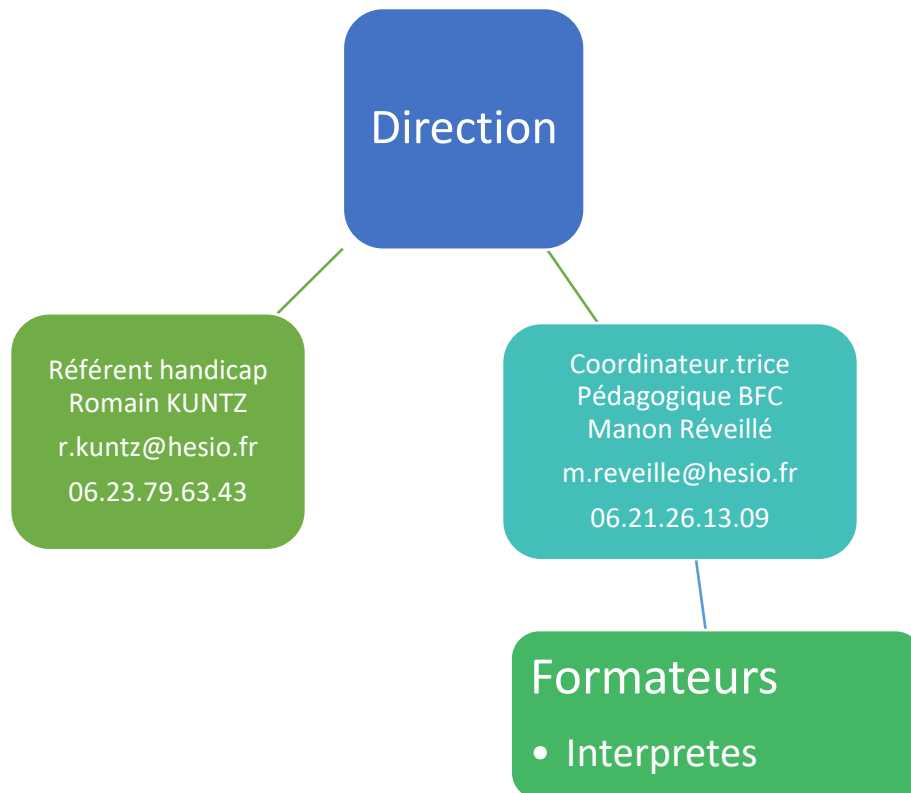 Direction
Référent handicap
Romain KUNTZ
r.kuntz@hesio.fr
06.23.79.63.43
Coordinateur.trice
Pédagogique BFC
Manon Réveillé
m.reveille@hesio.fr
06.21.26.13.09
Formateurs
• Interpretes